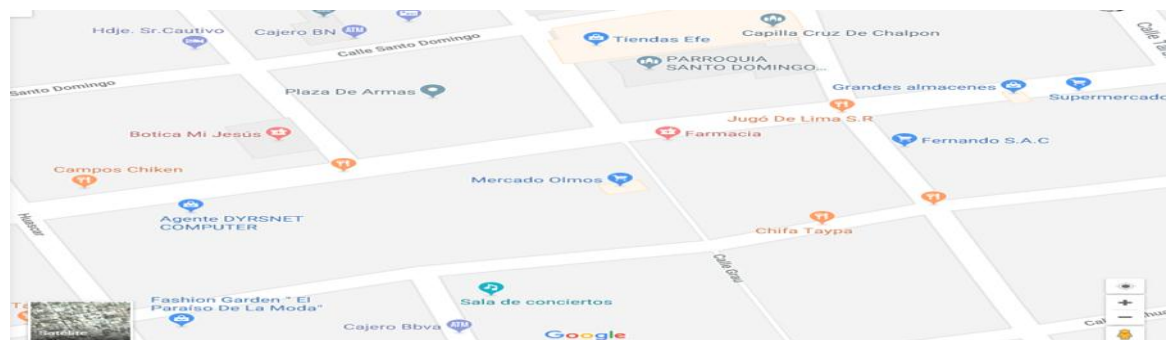 Hdje. Sr.Cautivo
Cajero BN
ATM
Calle Santo Domingo
Tiendas Efe
Capilla Cruz De Chalpon
PARROQUIA
SANTO DOMINGO...
Santo Domingo
Plaza De Armas
Grandes almacenes
Supermercado
Jugó De Lima S.R
Botica Mi Jesús
Farmacia
Fernando S.A.C
Campos Chiken
Mercado Olmos
Agente DYRSNET
COMPUTER
Huascar
Chifa Taypa
Calle Grau
Sala de conciertos
Fashion Garden " El
Paraíso De La Moda"
Satélite
Cajero Bbva
ATM
Google